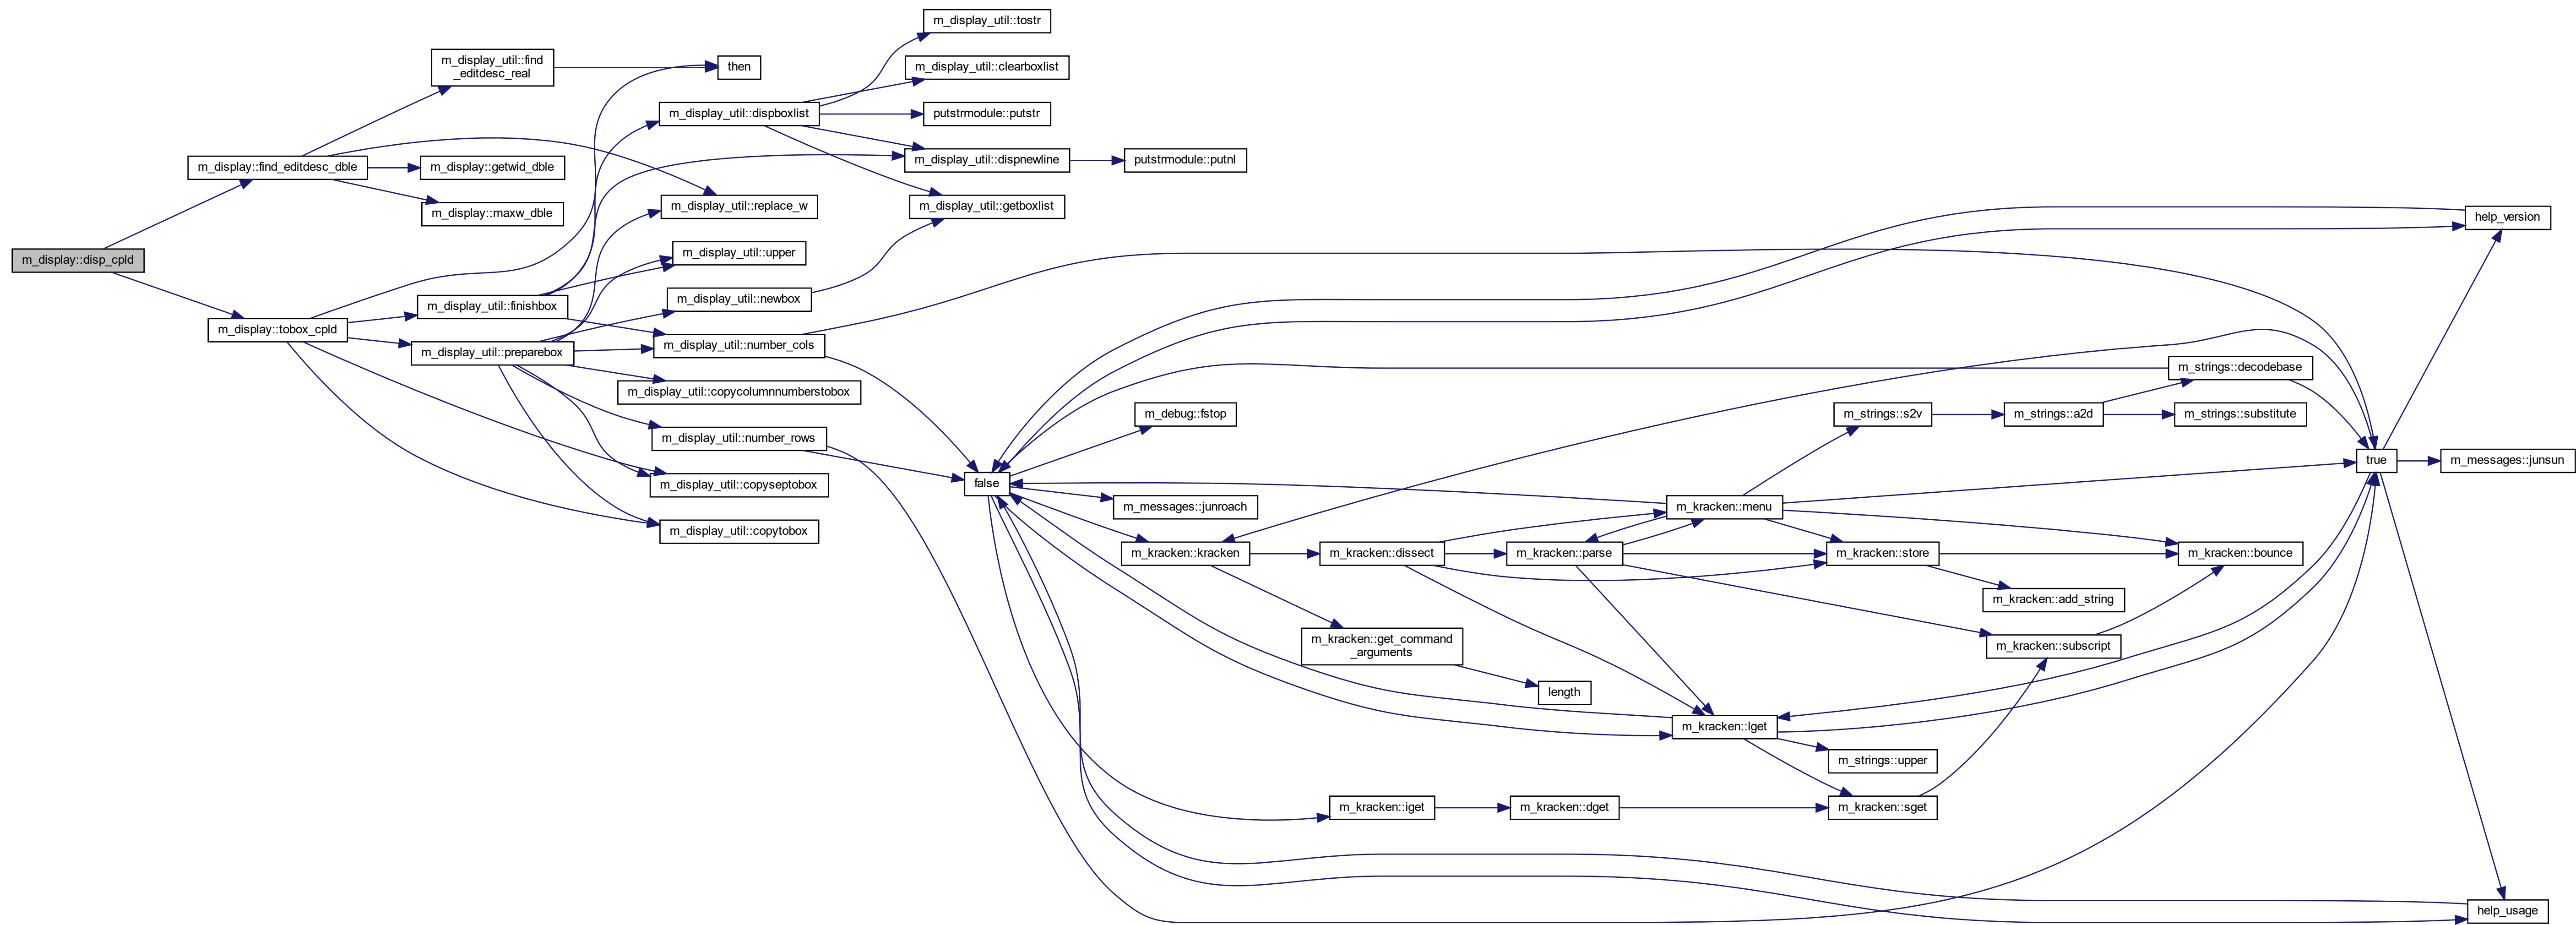 m_display_util::tostr
m_display_util::find
_editdesc_real
then
m_display_util::clearboxlist
m_display_util::dispboxlist
putstrmodule::putstr
m_display::find_editdesc_dble
m_display::getwid_dble
m_display_util::dispnewline
putstrmodule::putnl
m_display::maxw_dble
m_display_util::replace_w
m_display_util::getboxlist
help_version
m_display::disp_cpld
m_display_util::upper
m_display_util::newbox
m_display_util::finishbox
m_display::tobox_cpld
m_display_util::number_cols
m_display_util::preparebox
m_strings::decodebase
m_display_util::copycolumnnumberstobox
m_debug::fstop
m_strings::s2v
m_strings::a2d
m_strings::substitute
m_display_util::number_rows
true
m_messages::junsun
false
m_display_util::copyseptobox
m_messages::junroach
m_kracken::menu
m_display_util::copytobox
m_kracken::kracken
m_kracken::dissect
m_kracken::parse
m_kracken::store
m_kracken::bounce
m_kracken::add_string
m_kracken::get_command
_arguments
m_kracken::subscript
length
m_kracken::lget
m_strings::upper
m_kracken::iget
m_kracken::dget
m_kracken::sget
help_usage